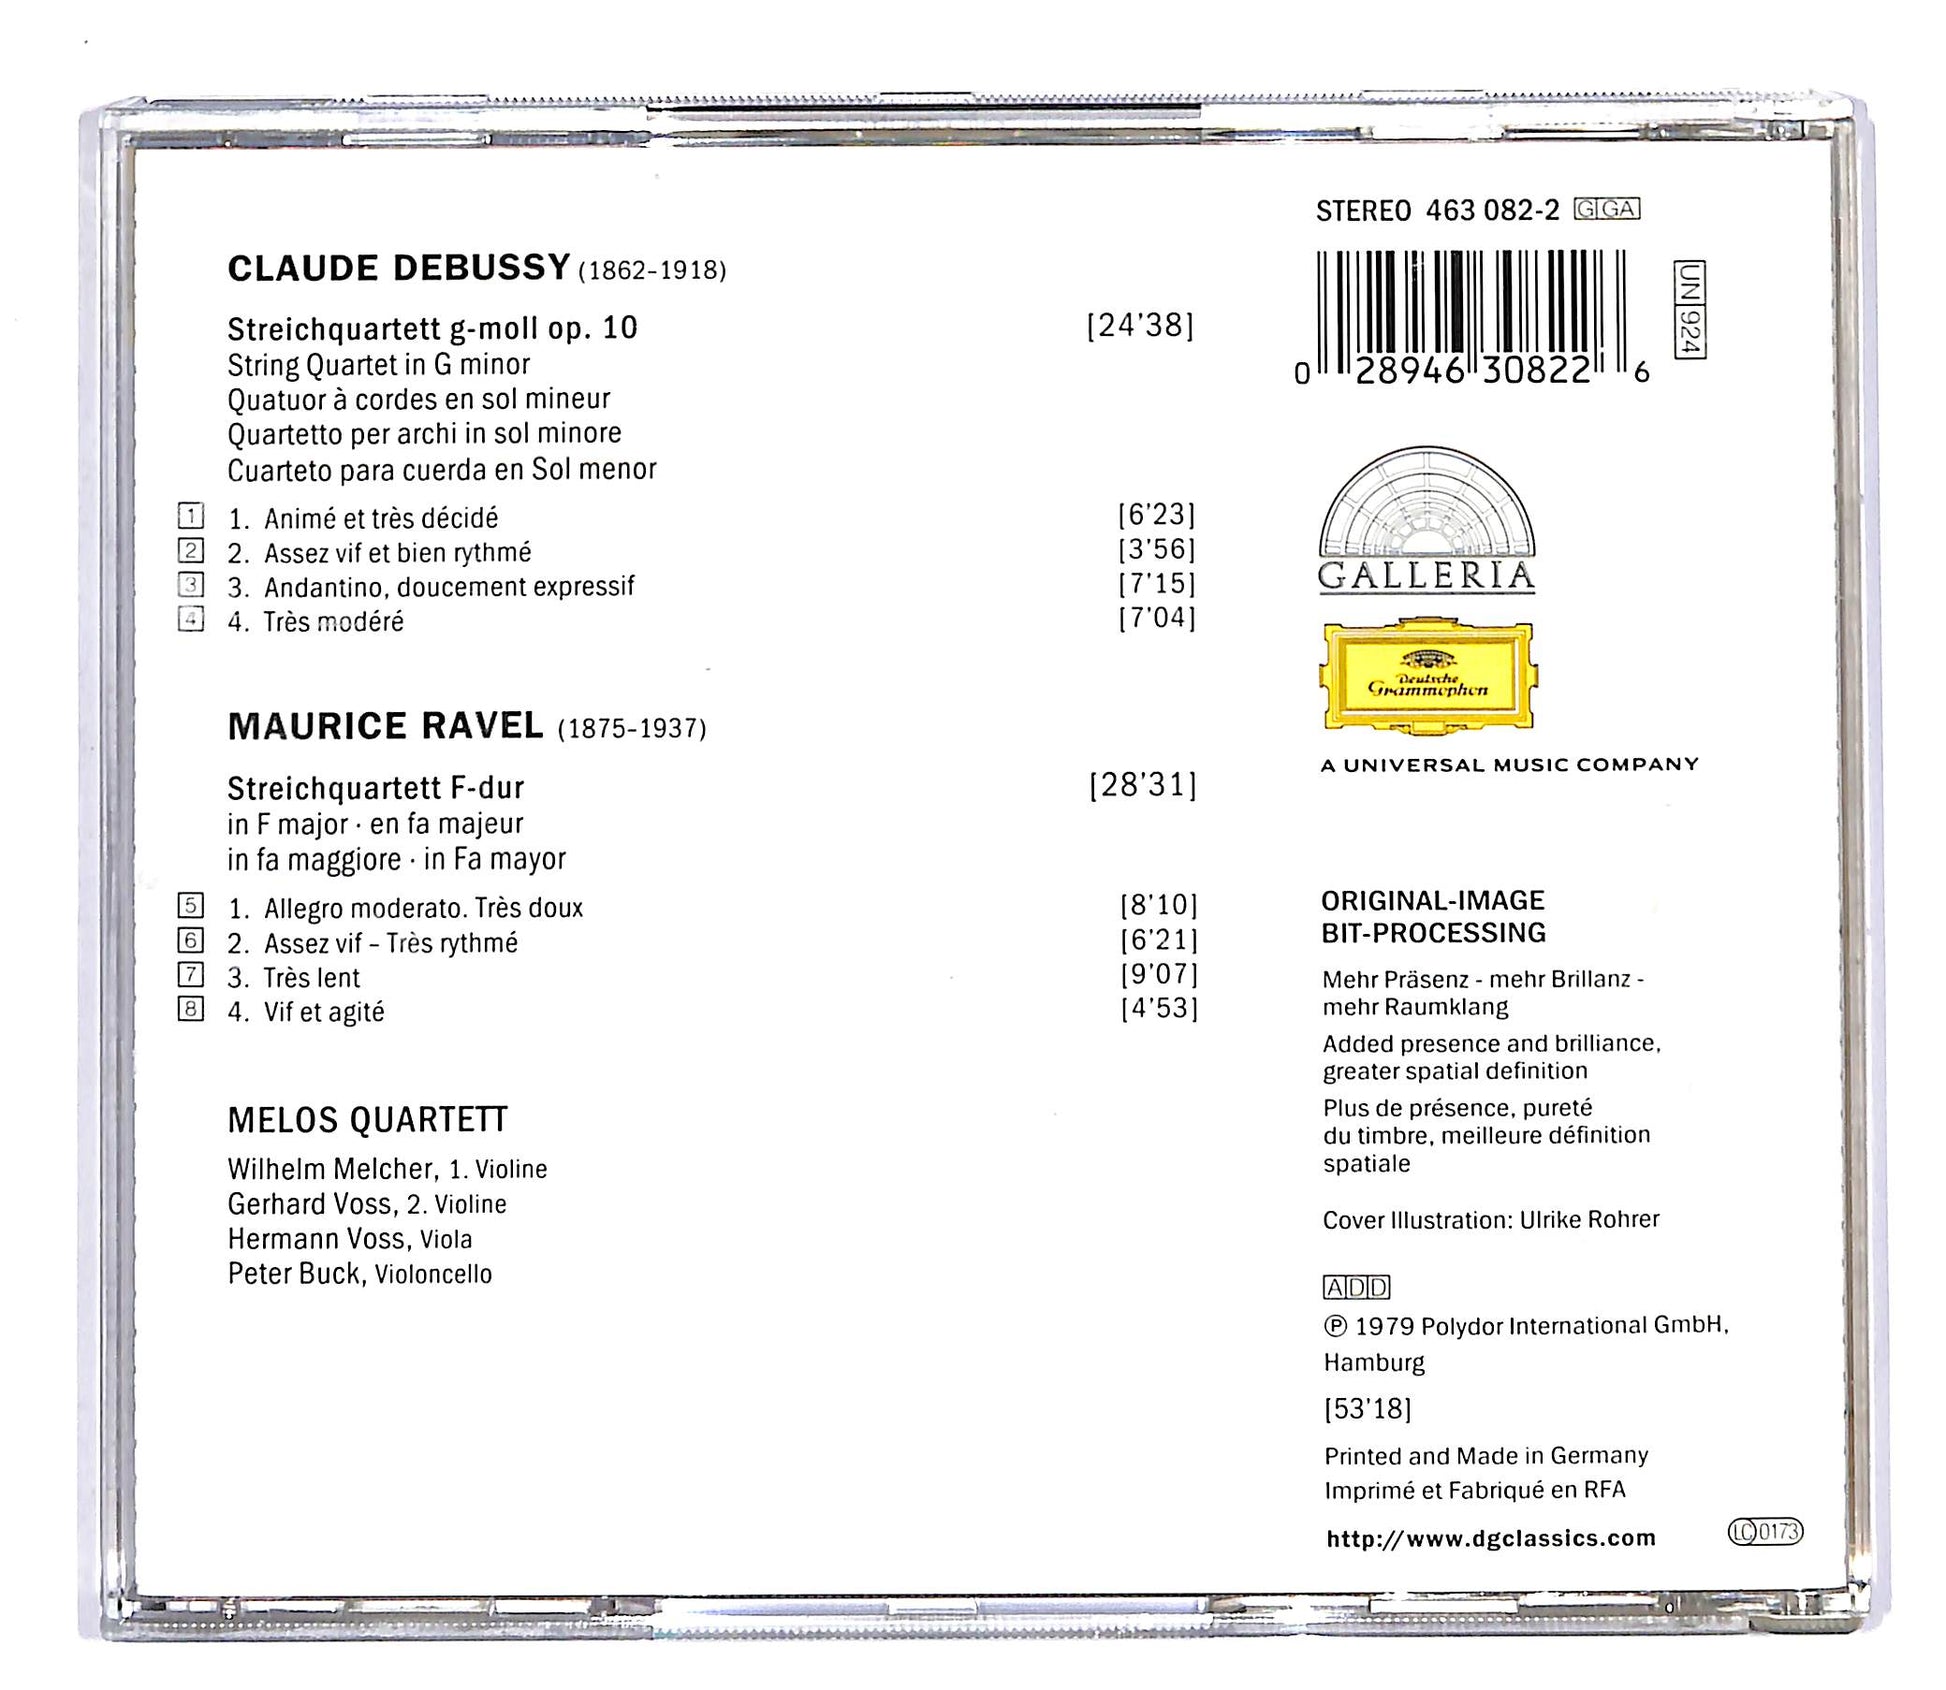 CLAUDE DEBUSSY (1862-1918)
Streichquartett g-moll op. 10 [24'38]
String Quartet in G minor
Quatuor à cordes en sol mineur
Quartetto per archi in sol minore
Cuarteto para cuerda en Sol menor
1 1. Animé et très décidé [6'23]
2 2. Assez vif et bien rythmé [3'56]
3 3. Andantino, doucement expressif [7'15]
4 4. Très modéré [7'04]
MAURICE RAVEL (1875-1937)
Streichquartett F-dur [28'31]
in F major · en fa majeur
in fa maggiore · in Fa mayor
5 1. Allegro moderato. Très doux [8'10]
6 2. Assez vif – Très rythmé [6'21]
7 3. Très lent [9'07]
8 4. Vif et agité [4'53]
MELOS QUARTETT
Wilhelm Melcher, 1. Violine
Gerhard Voss, 2. Violine
Hermann Voss, Viola
Peter Buck, Violoncello
STEREO 463 082-2 GGA
0 28946 30822 6
UN 924
GALLERIA
Deutsche
Grammophon
A UNIVERSAL MUSIC COMPANY
ORIGINAL-IMAGE
BIT-PROCESSING
Mehr Präsenz - mehr Brillanz -
mehr Raumklang
Added presence and brilliance,
greater spatial definition
Plus de présence, pureté
du timbre, meilleure définition
spatiale
Cover Illustration: Ulrike Rohrer
ADD
℗ 1979 Polydor International GmbH,
Hamburg
[53'18]
Printed and Made in Germany
Imprimé et Fabriqué en RFA
http://www.dgclassics.com
LC 0173